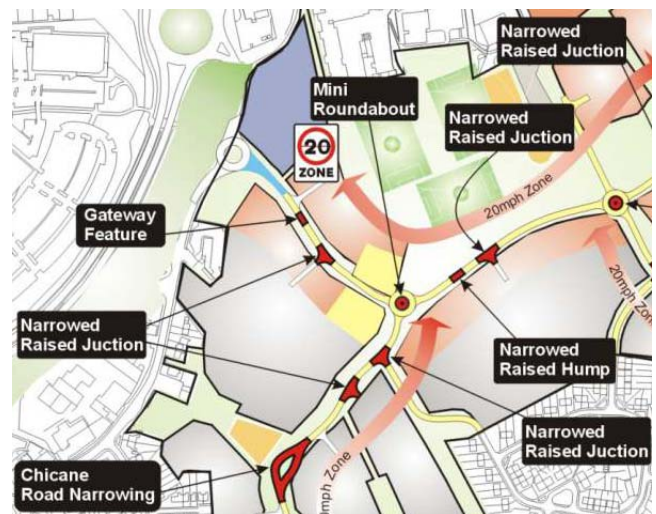 Narrowed
Raised Juction
Mini
Roundabout
Narrowed
Raised Juction
20
ZONE
Gateway
Feature
20mph Zone
20mph Zone
Narrowed
Raised Juction
Narrowed
Raised Hump
Narrowed
Raised Juction
Chicane
Road Narrowing
20mph Zone